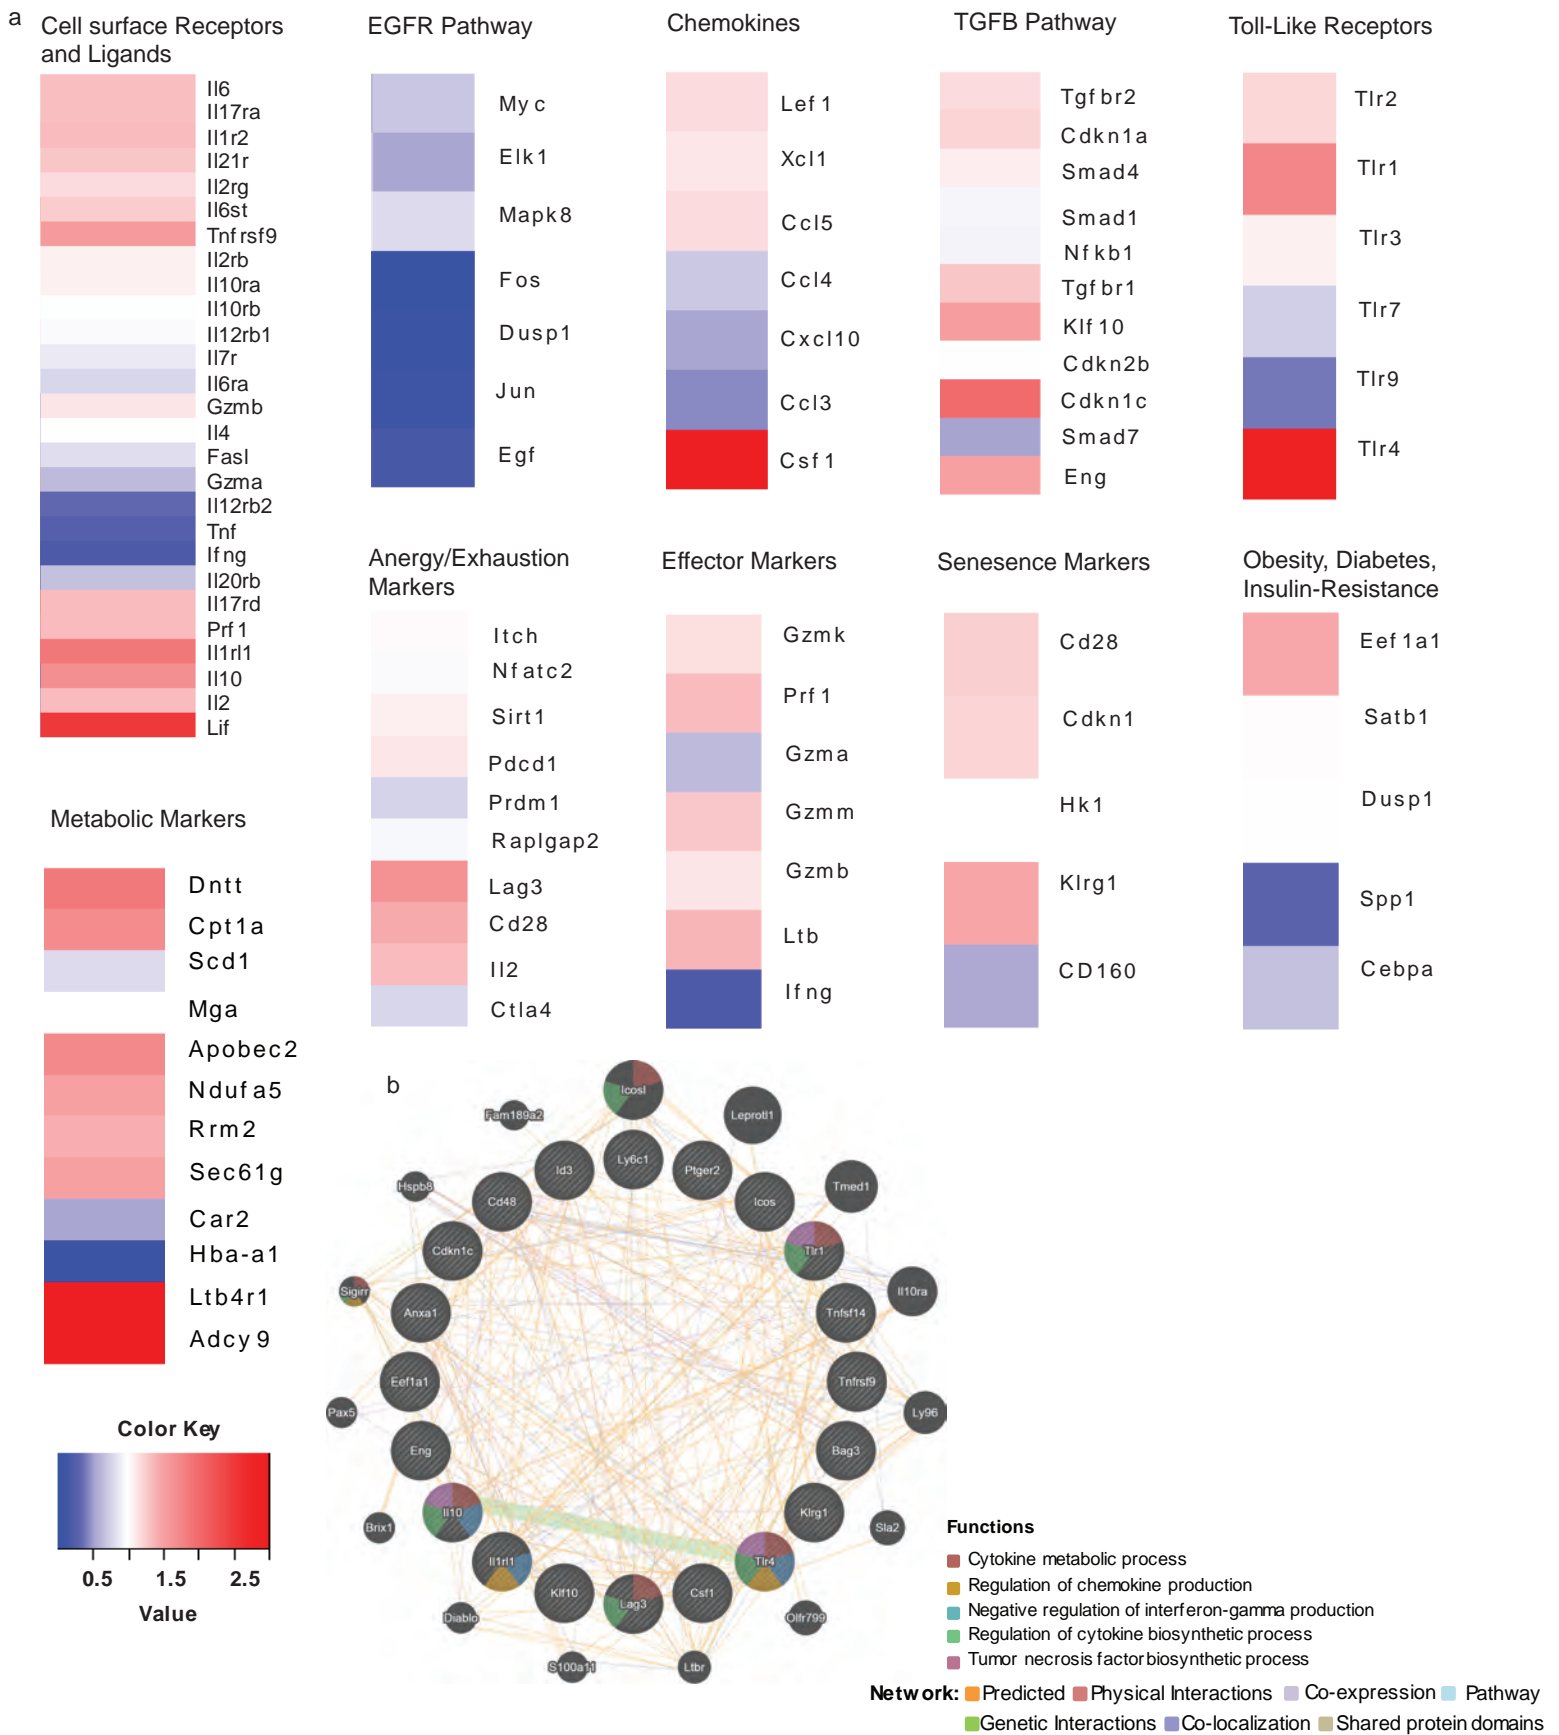 a
Cell surface Receptors
and Ligands
Il6
Il17ra
Il1r2
Il21r
Il2rg
Il6st
Tnfrsf9
Il2rb
Il10ra
Il10rb
Il12rb1
Il7r
Il6ra
Gzmb
Il4
Fasl
Gzma
Il12rb2
Tnf
Ifng
Il20rb
Il17rd
Prf1
Il1rl1
Il10
Il2
Lif
EGFR Pathway
Myc
Elk1
Mapk8
Fos
Dusp1
Jun
Egf
Chemokines
Lef1
Xcl1
Ccl5
Ccl4
Cxcl10
Ccl3
Csf1
TGFB Pathway
Tgfbr2
Cdkn1a
Smad4
Smad1
Nfkb1
Tgfbr1
Klf10
Cdkn2b
Cdkn1c
Smad7
Eng
Toll-Like Receptors
Tlr2
Tlr1
Tlr3
Tlr7
Tlr9
Tlr4
Anergy/Exhaustion
Markers
Itch
Nfatc2
Sirt1
Pdcd1
Prdm1
Raplgap2
Lag3
Cd28
Il2
Ctla4
Effector Markers
Gzmk
Prf1
Gzma
Gzmm
Gzmb
Ltb
Ifng
Senesence Markers
Cd28
Cdkn1
Hk1
Klrg1
CD160
Obesity, Diabetes,
Insulin-Resistance
Eef1a1
Satb1
Dusp1
Spp1
Cebpa
Metabolic Markers
Dntt
Cpt1a
Scd1
Mga
Apobec2
Ndufa5
Rrm2
Sec61g
Car2
Hba-a1
Ltb4r1
Adcy9
Color Key
0.5 1.5 2.5
Value
b
Icosl
Fam189a2
Leprotl1
Ly6c1
Id3
Ptger2
Hspb8
Cd48
Icos
Tmed1
Cdkn1c
Tlr1
Sigirr
Il10ra
Anxa1
Tnfsf14
Eef1a1
Tnfrsf9
Pax5
Ly96
Eng
Bag3
Il10
Klrg1
Brix1
Sla2
Il1rl1
Tlr4
Klf10
Lag3
Csf1
Diablo
Olfr799
S100a11
Ltbr
Functions
Cytokine metabolic process
Regulation of chemokine production
Negative regulation of interferon-gamma production
Regulation of cytokine biosynthetic process
Tumor necrosis factor biosynthetic process
Network: Predicted Physical Interactions Co-expression Pathway
Genetic Interactions Co-localization Shared protein domains